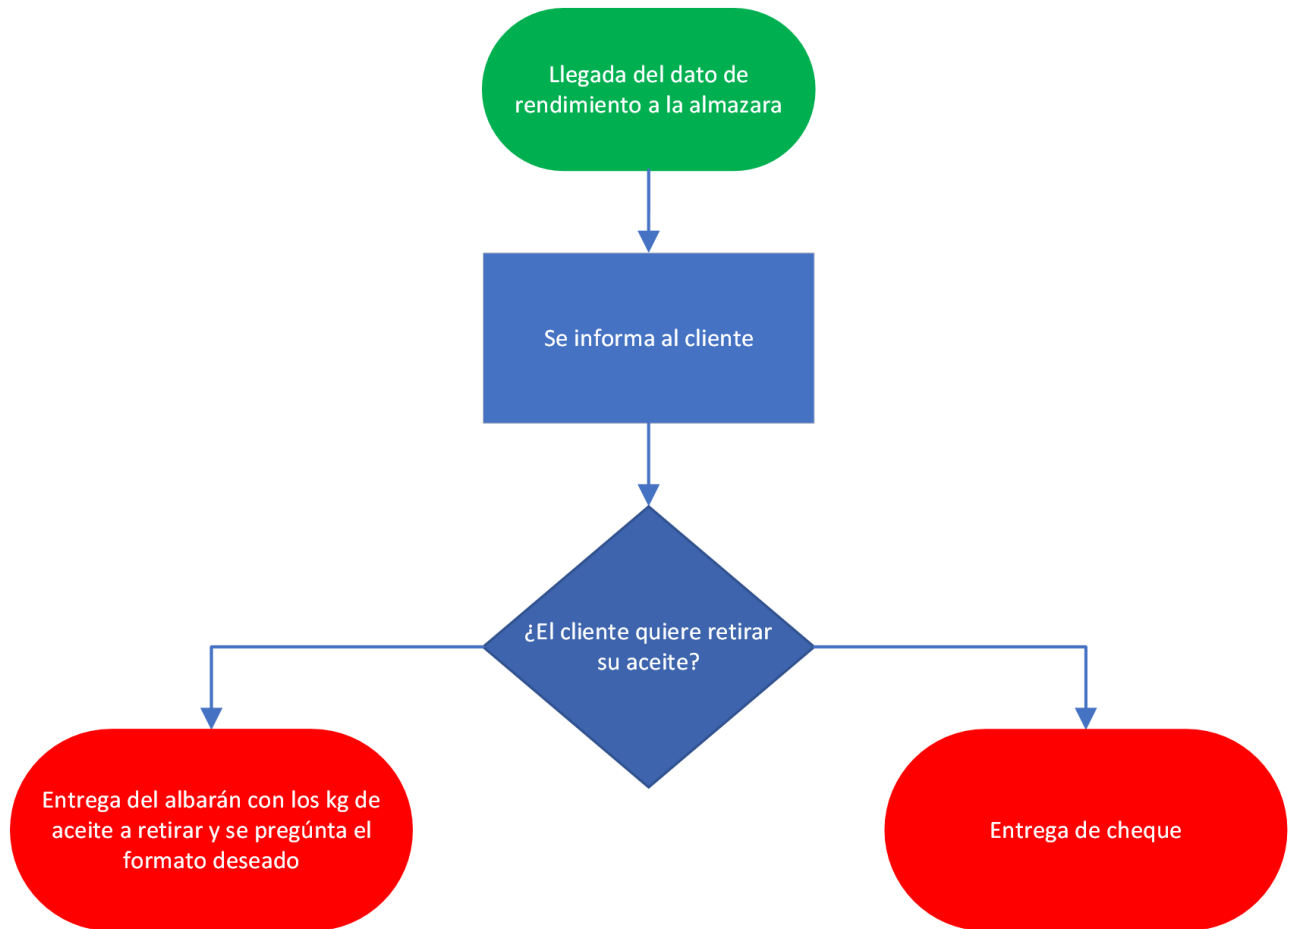 Llegada del dato de
rendimiento a la almazara
Se informa al cliente
¿El cliente quiere retirar
su aceite?
Entrega del albarán con los kg de
aceite a retirar y se pregúnta el
formato deseado
Entrega de cheque